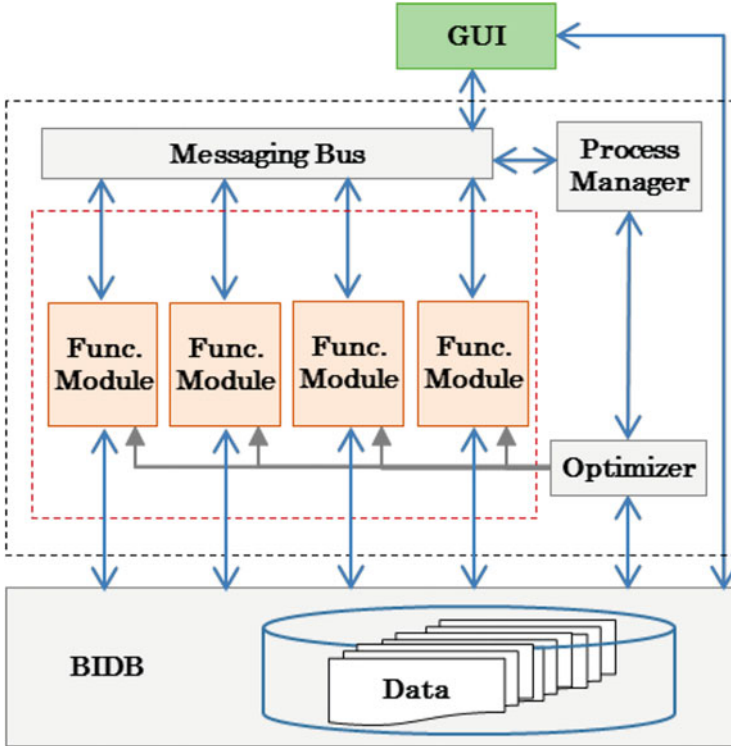 GUI
Messaging Bus
Process
Manager
Func.
Module
Func.
Module
Func.
Module
Func.
Module
Optimizer
BIDB
Data